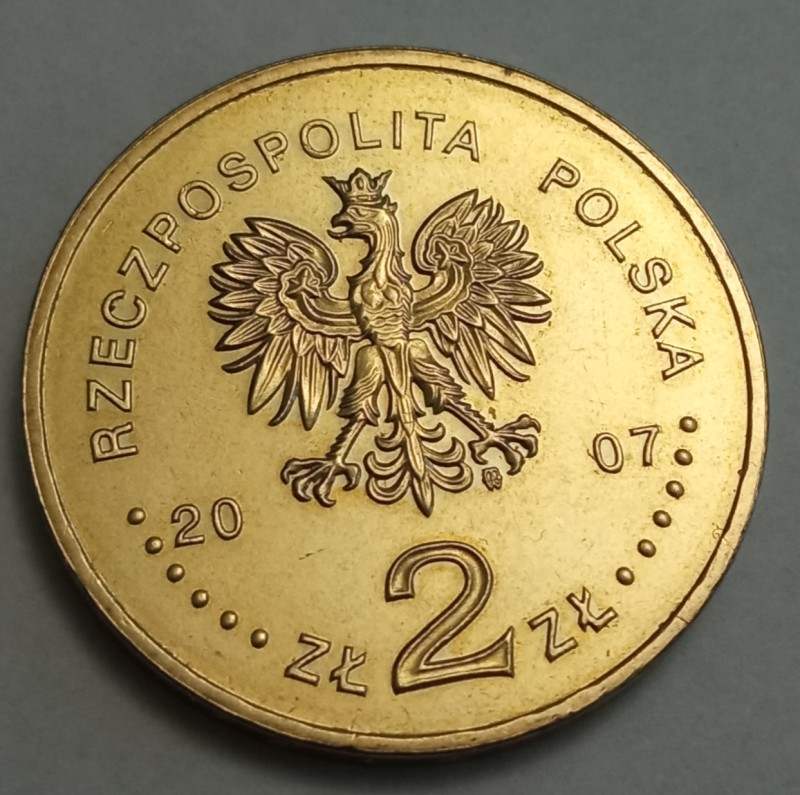 RZECZPOSPOLITA POLSKA
20 07
ZŁ 2 ZŁ